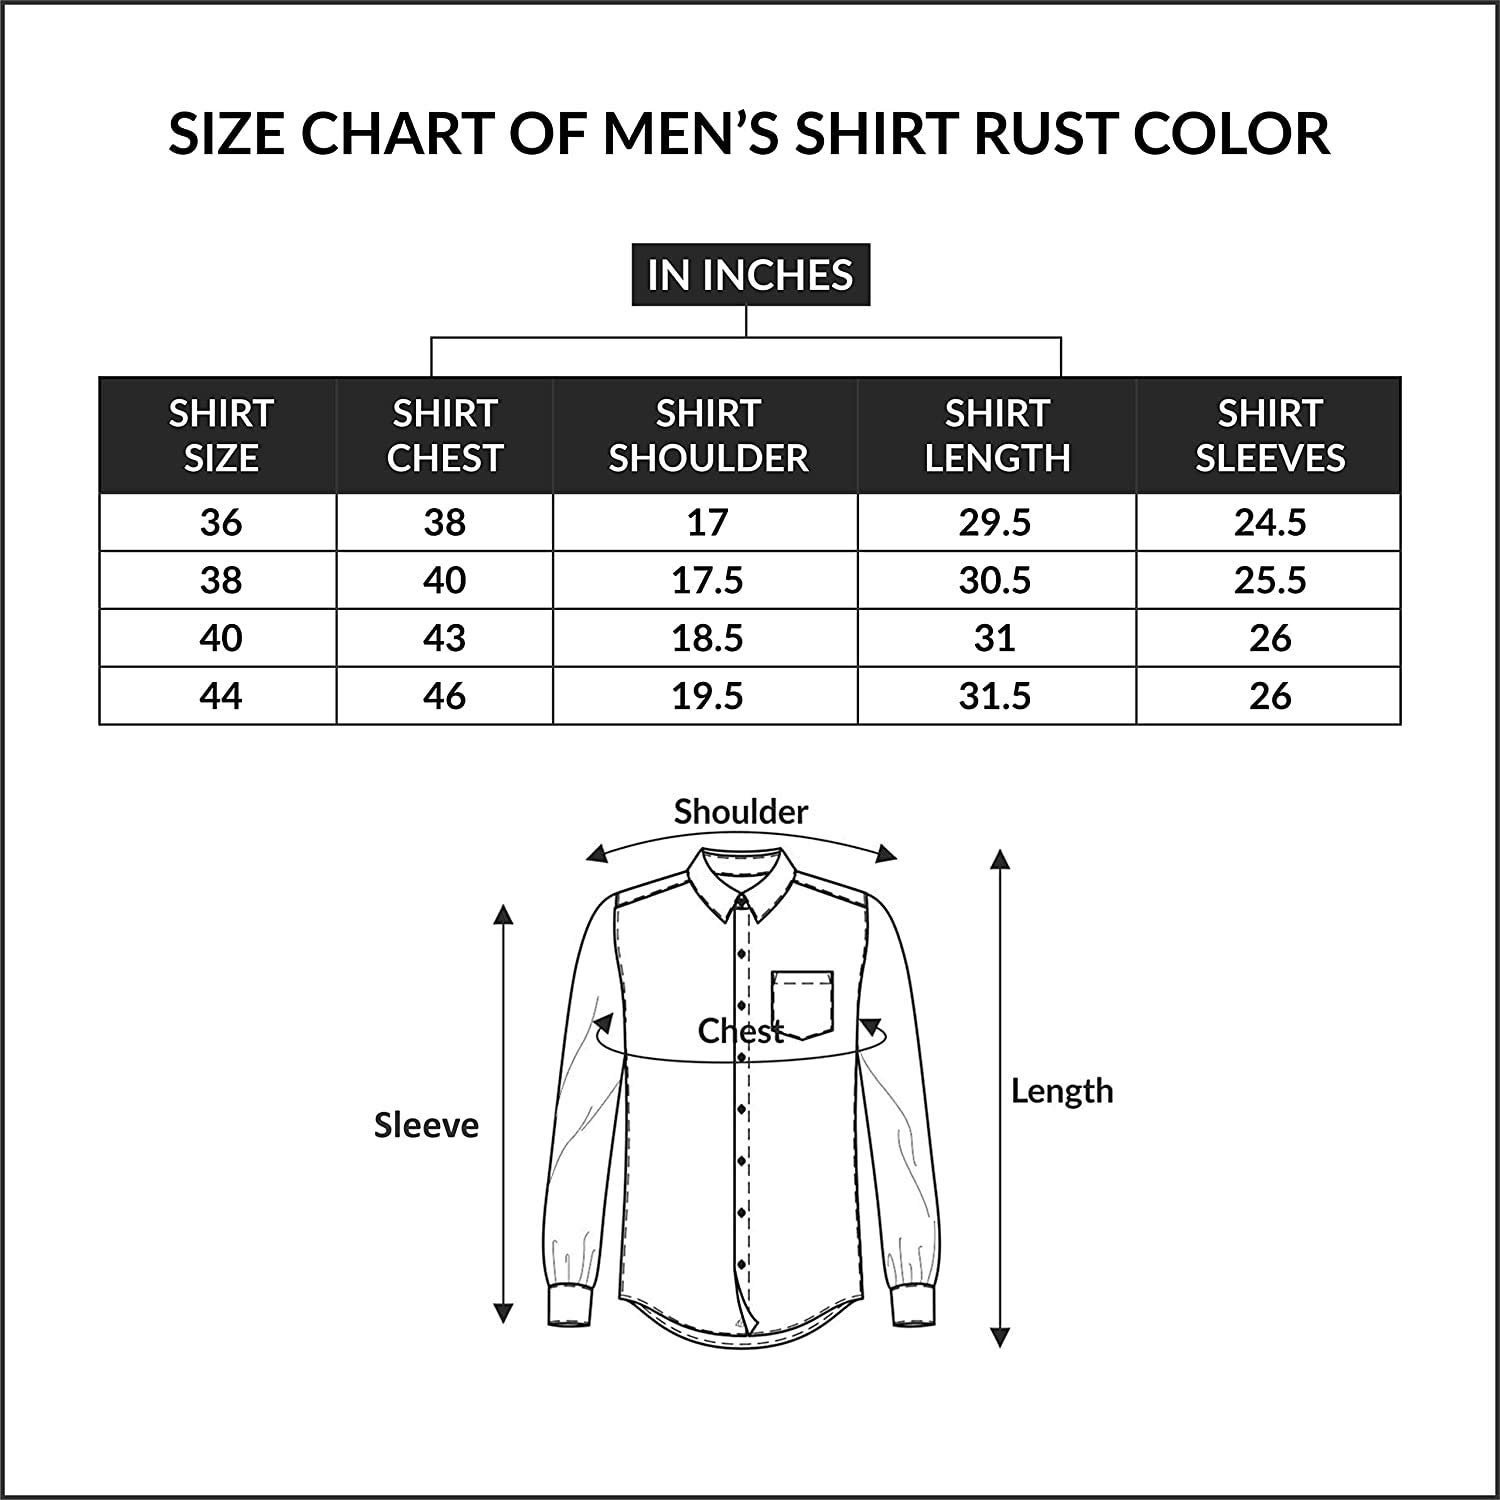 SIZE CHART OF MEN’S SHIRT RUST COLOR
IN INCHES
SHIRT SIZE SHIRT CHEST SHIRT SHOULDER SHIRT LENGTH SHIRT SLEEVES
36 38 17 29.5 24.5
38 40 17.5 30.5 25.5
40 43 18.5 31 26
44 46 19.5 31.5 26
Shoulder
Chest
Length
Sleeve